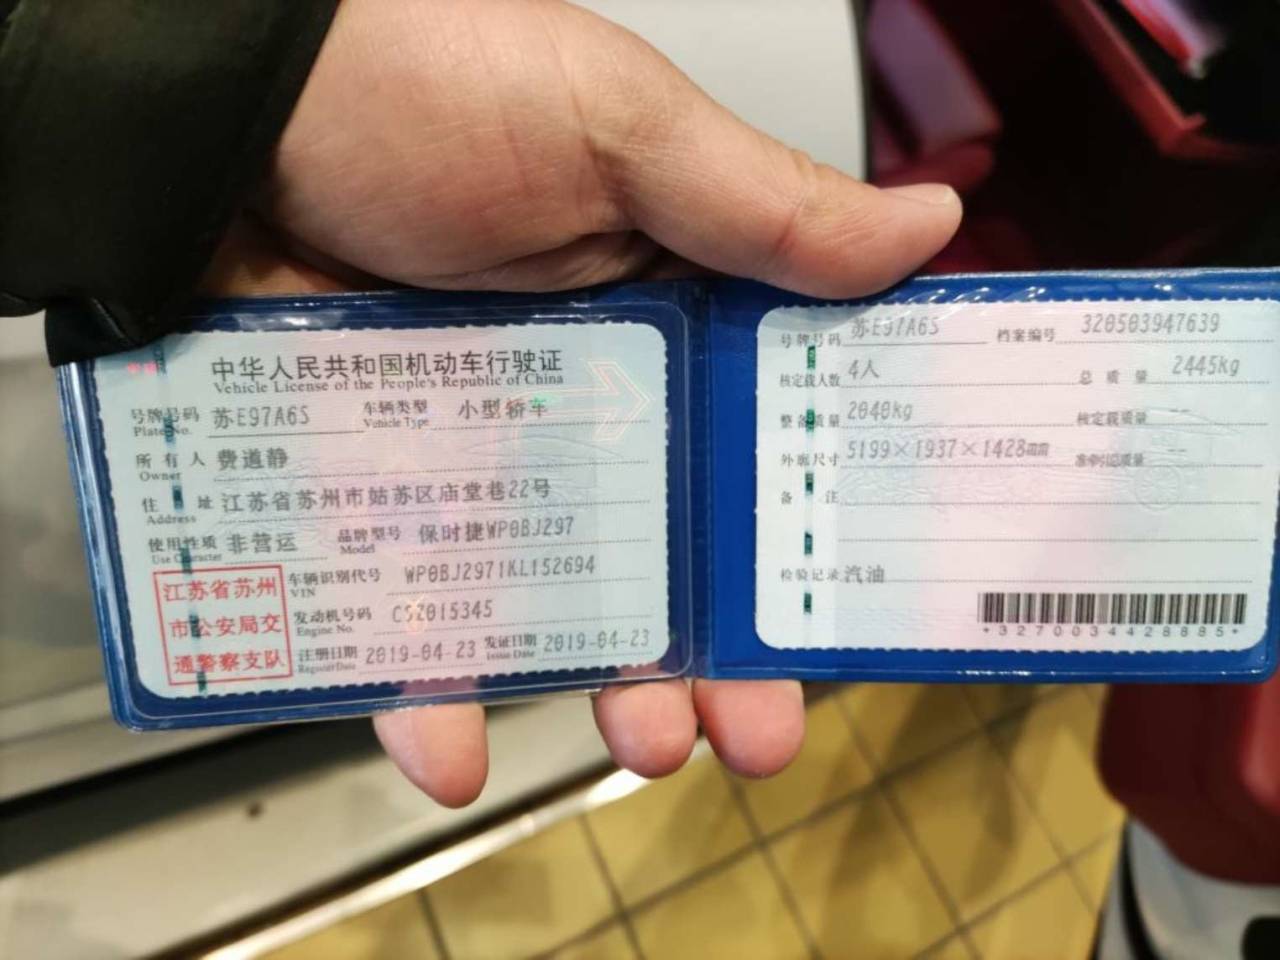 中华人民共和国机动车行驶证
Vehicle License of the People's Republic of China
号牌号码 苏E97A6S 车辆类型 小型轿车
Plate No. Vehicle Type
所有人 费道静
Owner
住址 江苏省苏州市姑苏区庙堂巷22号
Address
使用性质 非营运 品牌型号 保时捷WP0BJ297
Use Character Model
江苏省苏州
市公安局交
通警察支队
车辆识别代号 WP0BJ2971KL152694
VIN
发动机号码 CSZ015345
Engine No.
注册日期 2019-04-23 发证日期 2019-04-23
Register Date Issue Date
号牌号码 苏E97A6S 档案编号 320503947639
核定载人数 4人 总质量 2445kg
整备质量 2040kg 核定载质量 --
外廓尺寸 5199×1937×1428mm 准牵引总质量 --
备注
检验记录 汽油
*3270034428885*